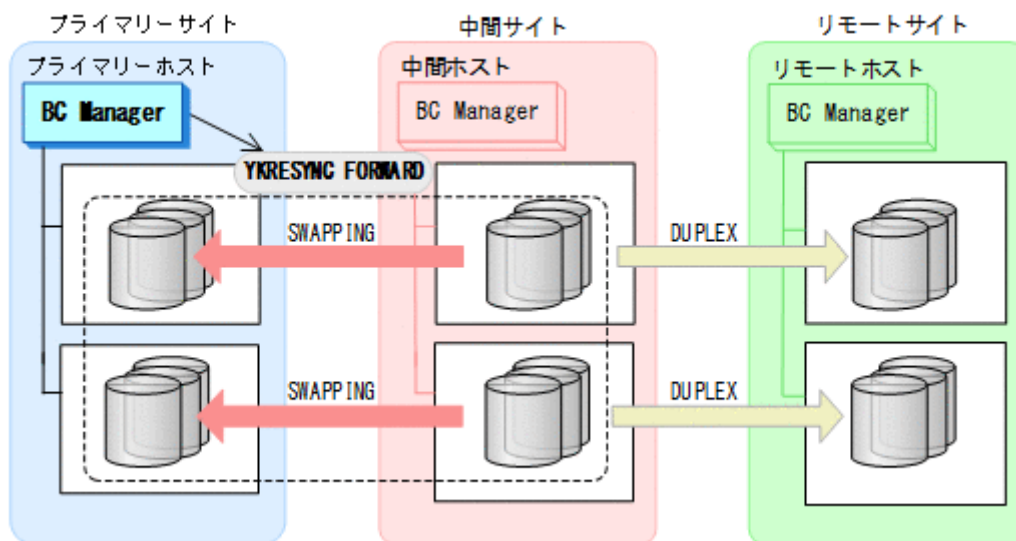 プライマリーサイト
中間サイト
リモートサイト
プライマリーホスト
中間ホスト
リモートホスト
BC Manager
BC Manager
BC Manager
YKRESYNC FORWARD
SWAPPING
DUPLEX
SWAPPING
DUPLEX